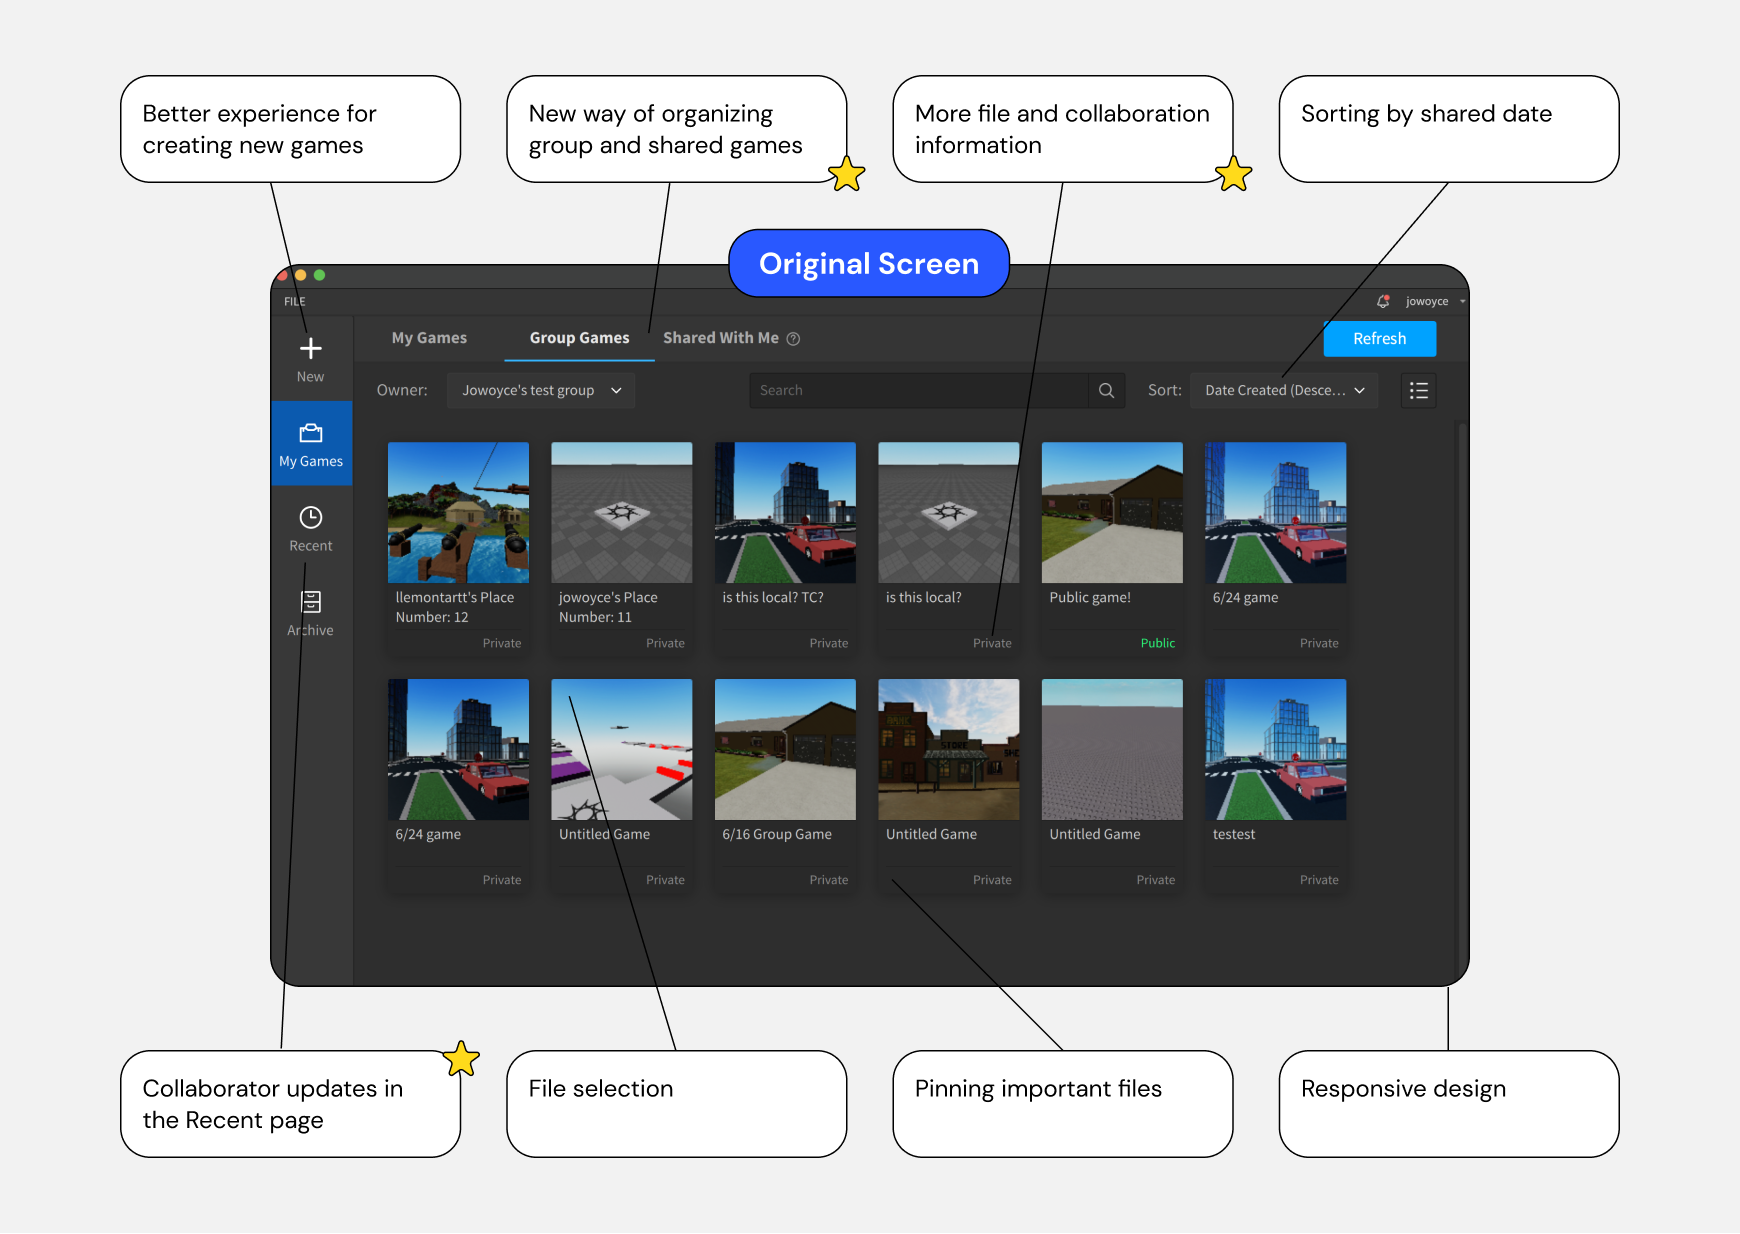 Better experience for
creating new games
New way of organizing
group and shared games
More file and collaboration
information
Sorting by shared date
Original Screen
FILE
jowoyce
New
My Games
Recent
Archive
My Games
Group Games
Shared With Me
Refresh
Owner:
Jowoyce's test group
Search
Sort:
Date Created (Desce...
llemontartt's Place
Number: 12
Private
jowoyce's Place
Number: 11
Private
is this local? TC?
Private
is this local?
Private
Public game!
Public
6/24 game
Private
6/24 game
Private
Untitled Game
Private
6/16 Group Game
Private
BANK
STORE
Untitled Game
Private
Untitled Game
Private
testest
Private
Collaborator updates in
the Recent page
File selection
Pinning important files
Responsive design